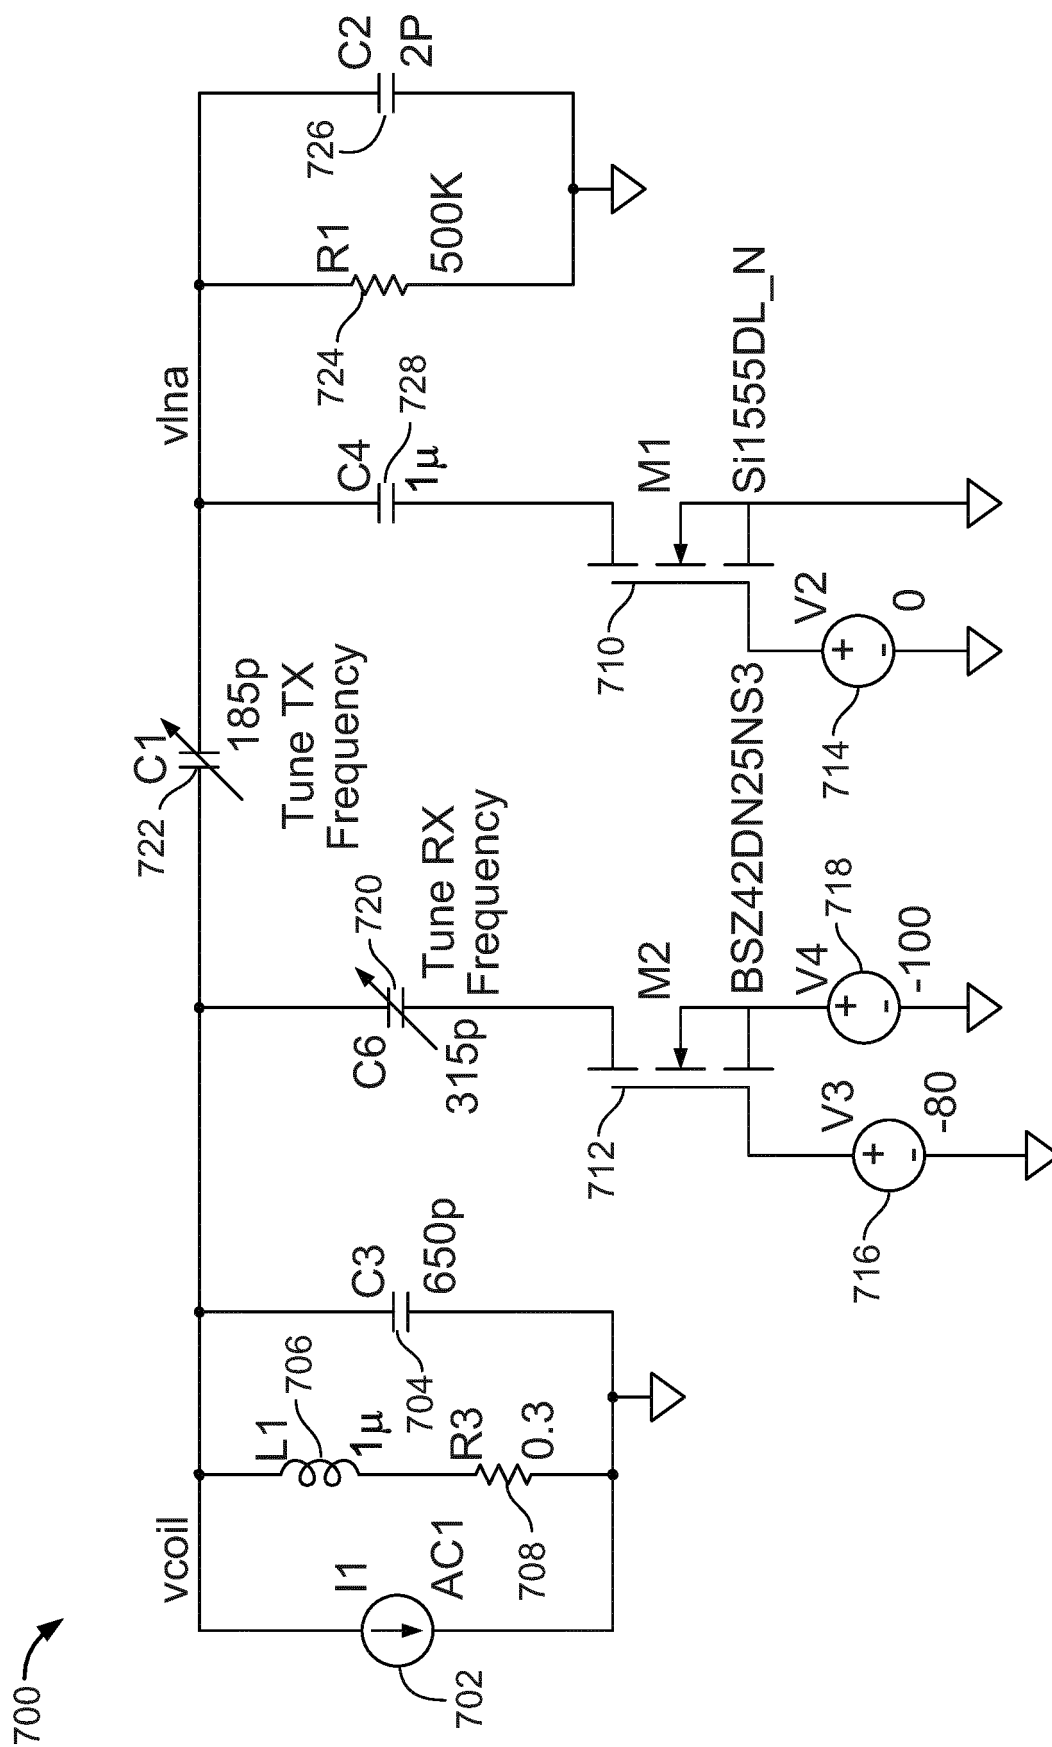 700
vcoil
I1
AC1
702
L1
706
1μ
R3
0.3
708
C3
650p
704
C6
315p
720
Tune RX
Frequency
M2
712
BSZ42DN25NS3
V3
-80
716
V4
-100
718
C1
185p
722
Tune TX
Frequency
vlna
C4
1μ
728
M1
710
Si1555DL_N
V2
0
714
R1
500K
724
C2
2P
726
+
-
+
-
+
-